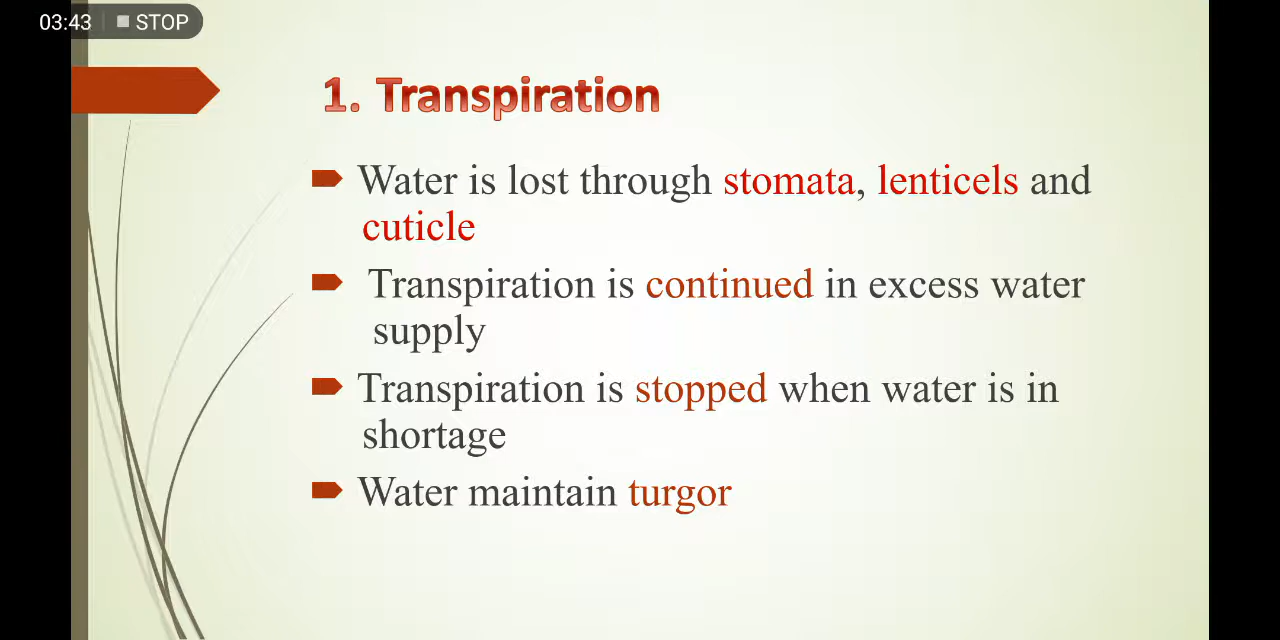 03:43 STOP
1. Transpiration
Water is lost through stomata, lenticels and
cuticle
Transpiration is continued in excess water
supply
Transpiration is stopped when water is in
shortage
Water maintain turgor